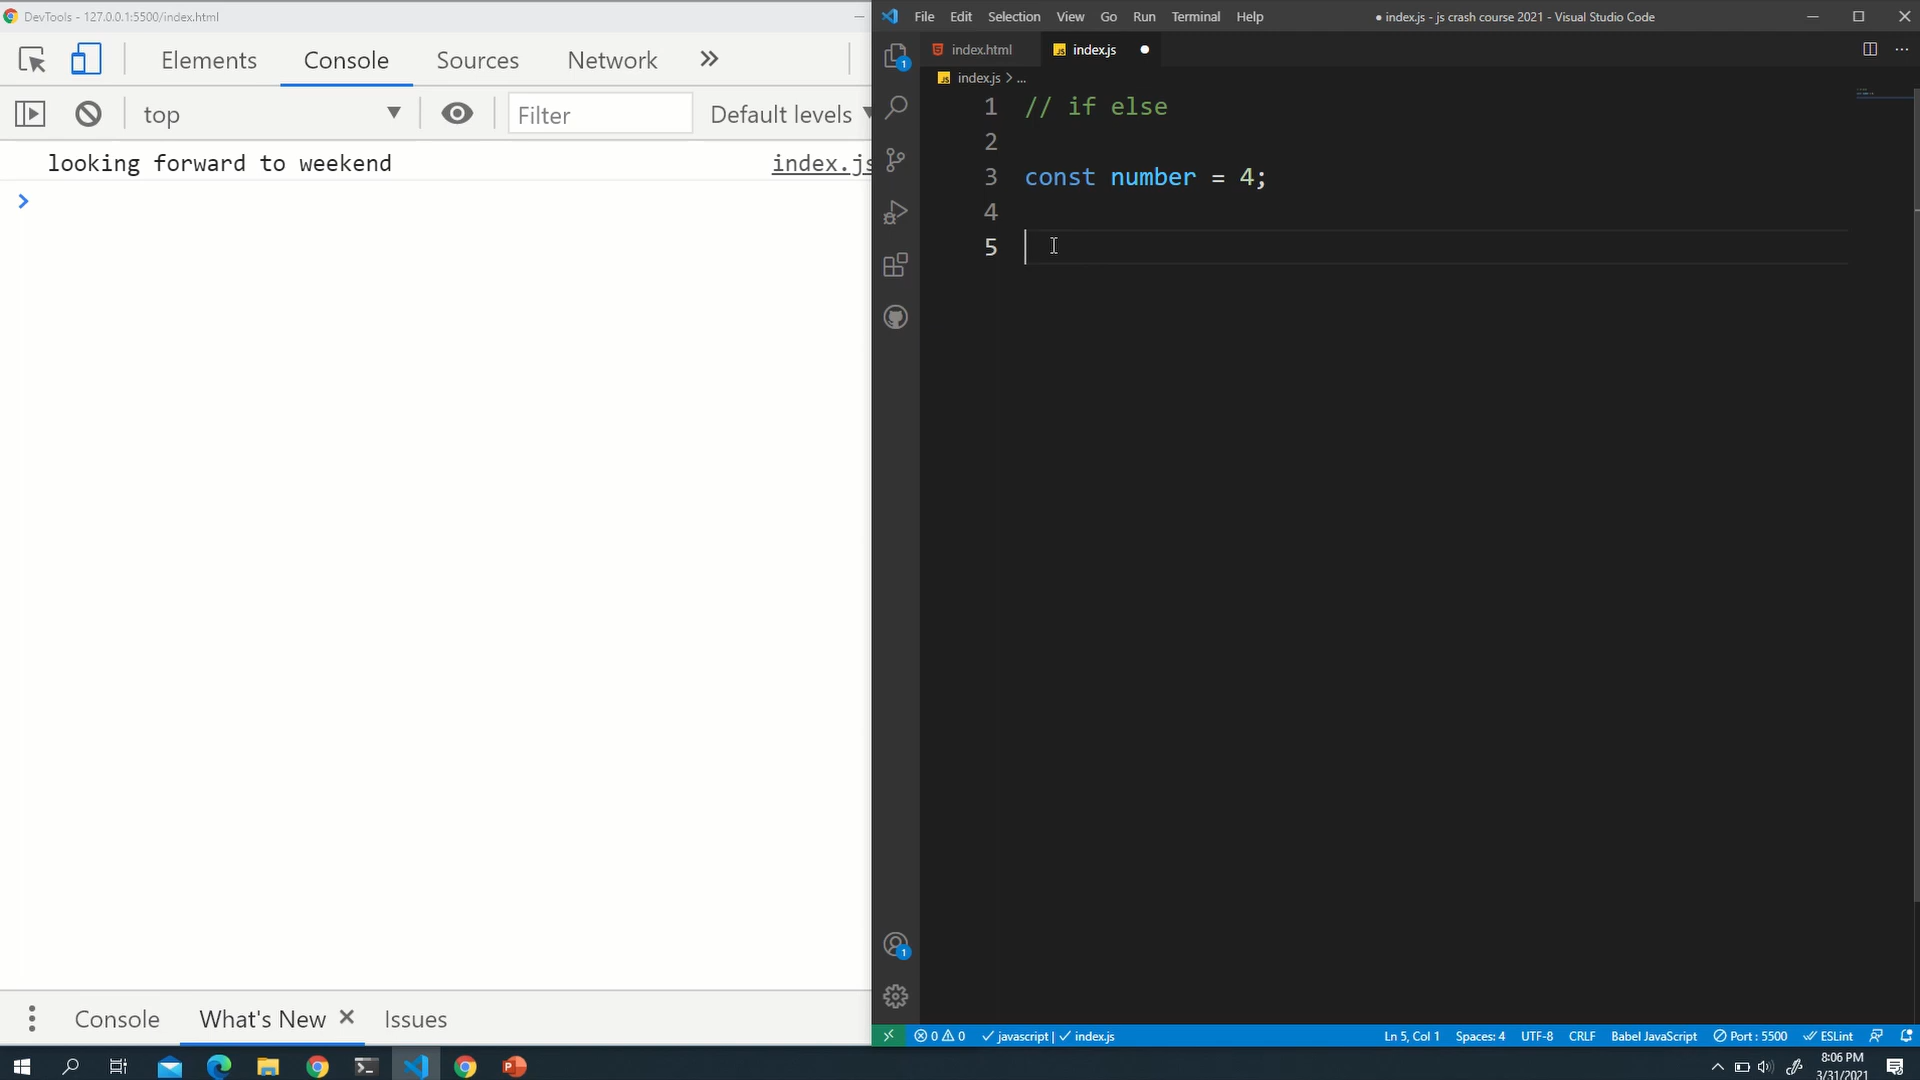 DevTools - 127.0.0.1:5500/index.html
Elements Console Sources Network
top Filter Default levels
looking forward to weekend index.js
Console What's New Issues
File Edit Selection View Go Run Terminal Help ● index.js - js crash course 2021 - Visual Studio Code
index.html index.js
index.js > ...
1 // if else
2
3 const number = 4;
4
5
1
1
0 0 javascript | index.js Ln 5, Col 1 Spaces: 4 UTF-8 CRLF Babel JavaScript Port : 5500 ESLint
8:06 PM
3/31/2021